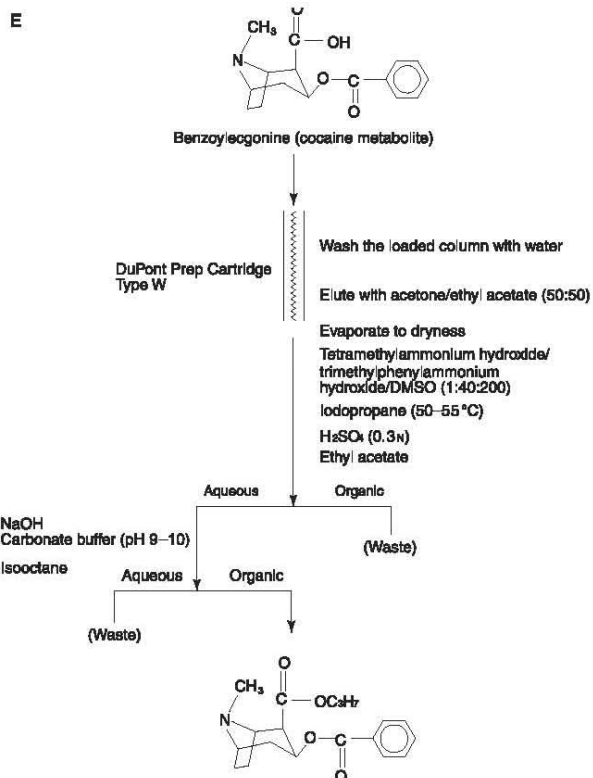 E
O
CH₃
C
OH
N
O
C
O
Benzoylecgonine (cocaine metabolite)
DuPont Prep Cartridge
Type W
Wash the loaded column with water
Elute with acetone/ethyl acetate (50:50)
Evaporate to dryness
Tetramethylammonium hydroxide/
trimethylphenylammonium
hydroxide/DMSO (1:40:200)
Iodopropane (50–55 °C)
H₂SO₄ (0.3N)
Ethyl acetate
Aqueous
Organic
(Waste)
NaOH
Carbonate buffer (pH 9–10)
Isooctane
Aqueous
Organic
(Waste)
O
CH₃
C
OC₃H₇
N
O
C
O